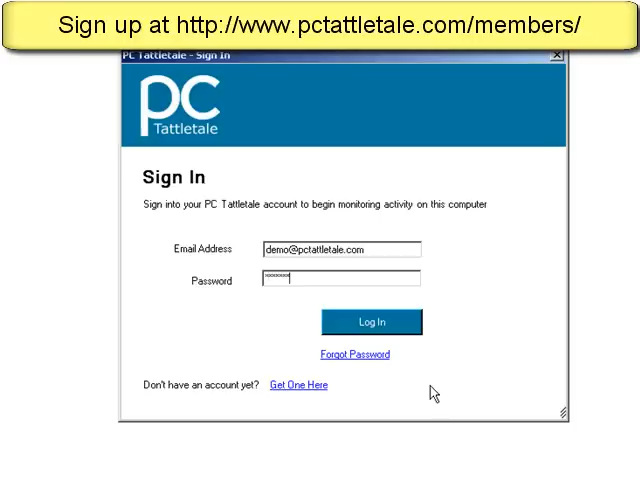 Sign up at http://www.pctattletale.com/members/
PC Tattletale - Sign In
pc
Tattletale
Sign In
Sign into your PC Tattletale account to begin monitoring activity on this computer
Email Address demo@pctattletale.com
Password *******
Log In
Forgot Password
Don't have an account yet? Get One Here